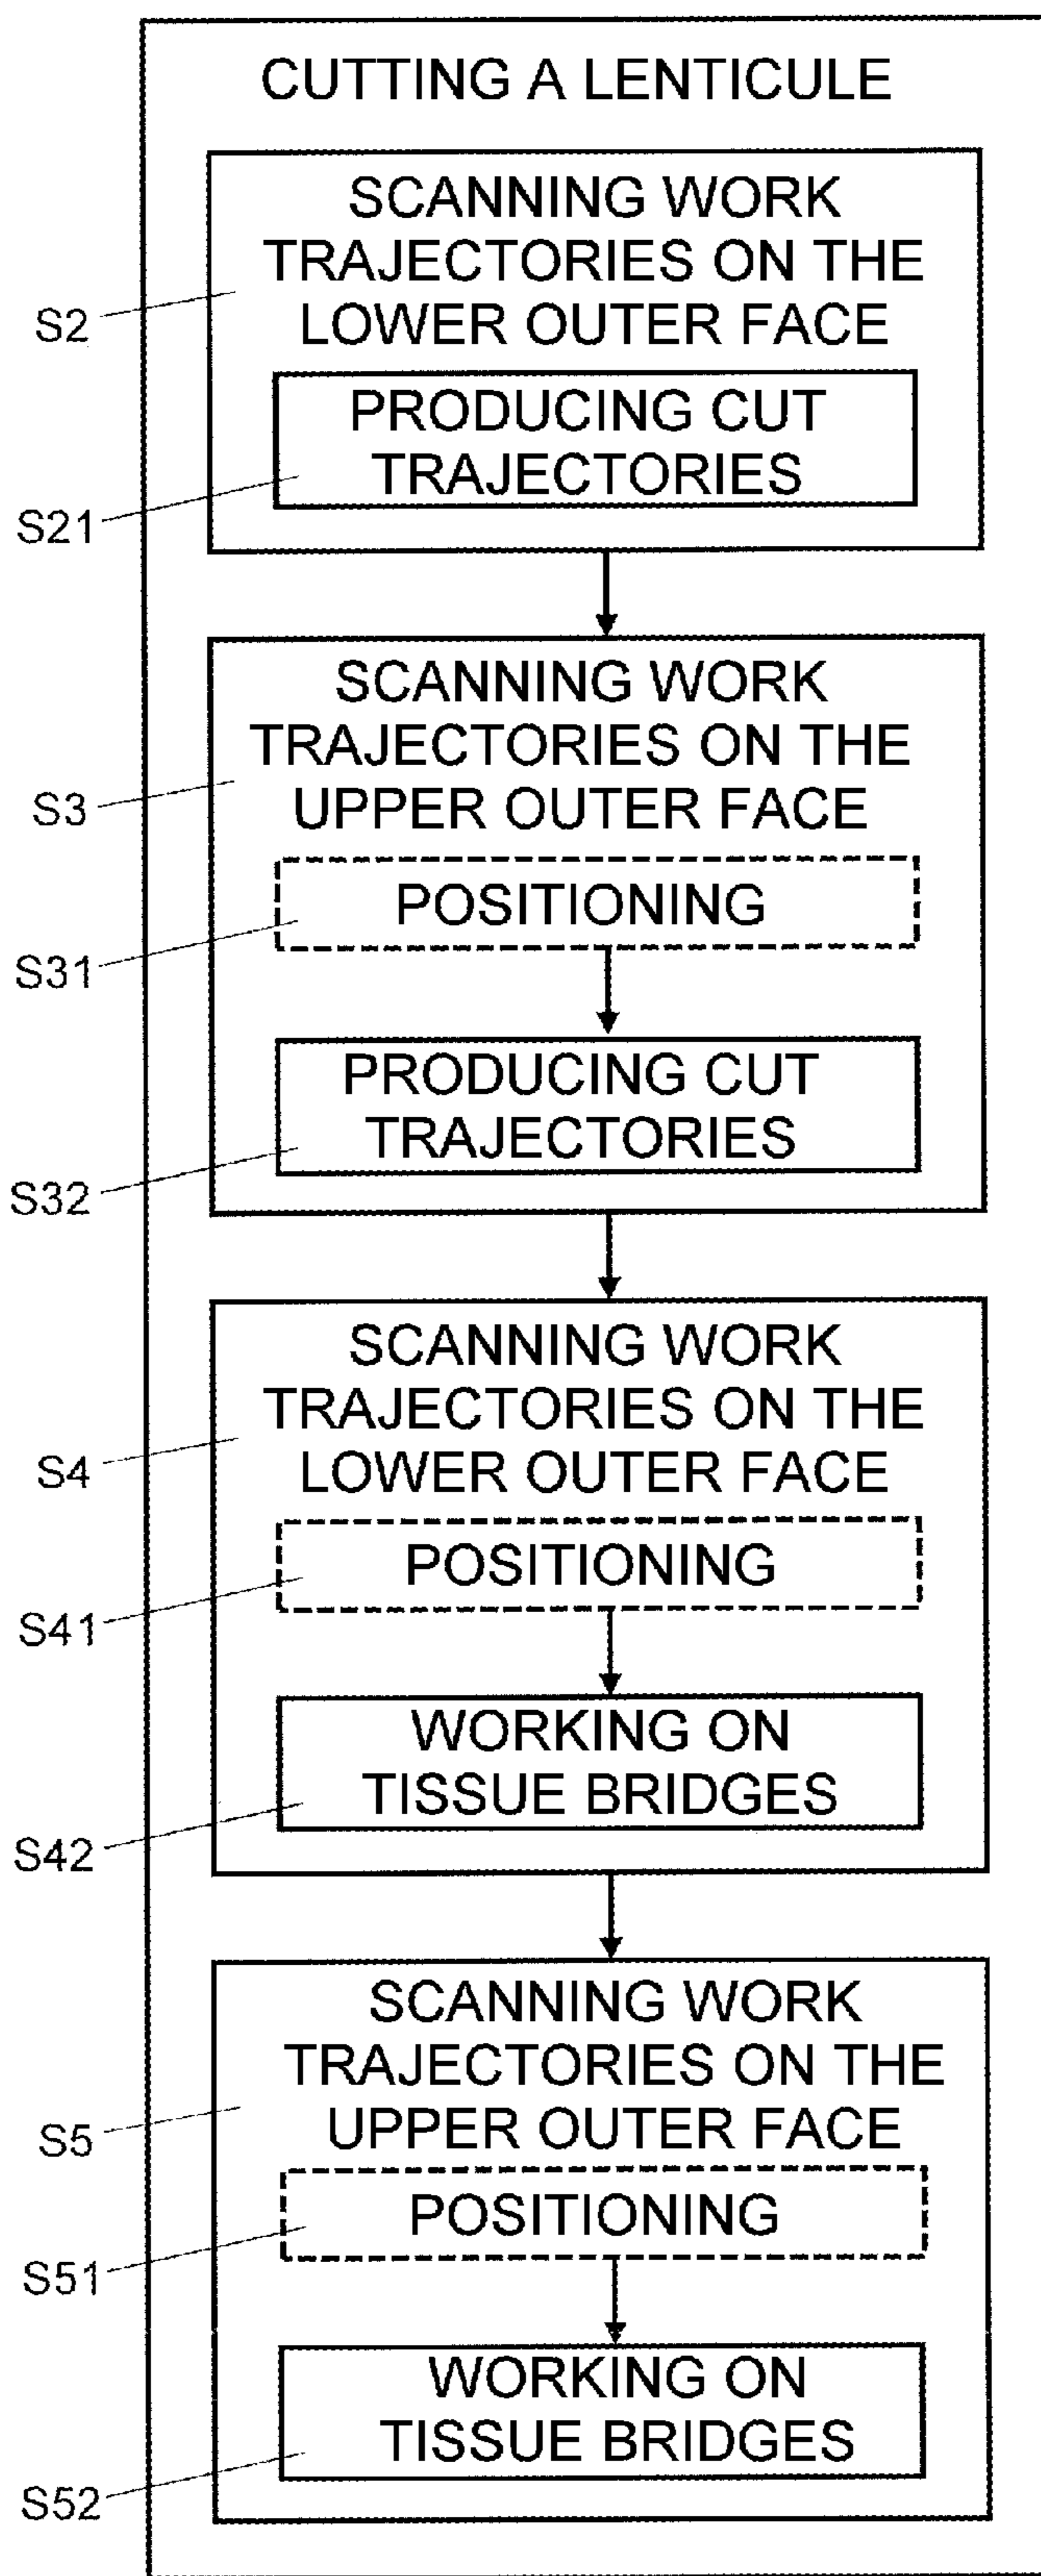 CUTTING A LENTICULE
SCANNING WORK
TRAJECTORIES ON THE
LOWER OUTER FACE
S2
PRODUCING CUT
TRAJECTORIES
S21
SCANNING WORK
TRAJECTORIES ON THE
UPPER OUTER FACE
S3
POSITIONING
S31
PRODUCING CUT
TRAJECTORIES
S32
SCANNING WORK
TRAJECTORIES ON THE
LOWER OUTER FACE
S4
POSITIONING
S41
WORKING ON
TISSUE BRIDGES
S42
SCANNING WORK
TRAJECTORIES ON THE
UPPER OUTER FACE
S5
POSITIONING
S51
WORKING ON
TISSUE BRIDGES
S52